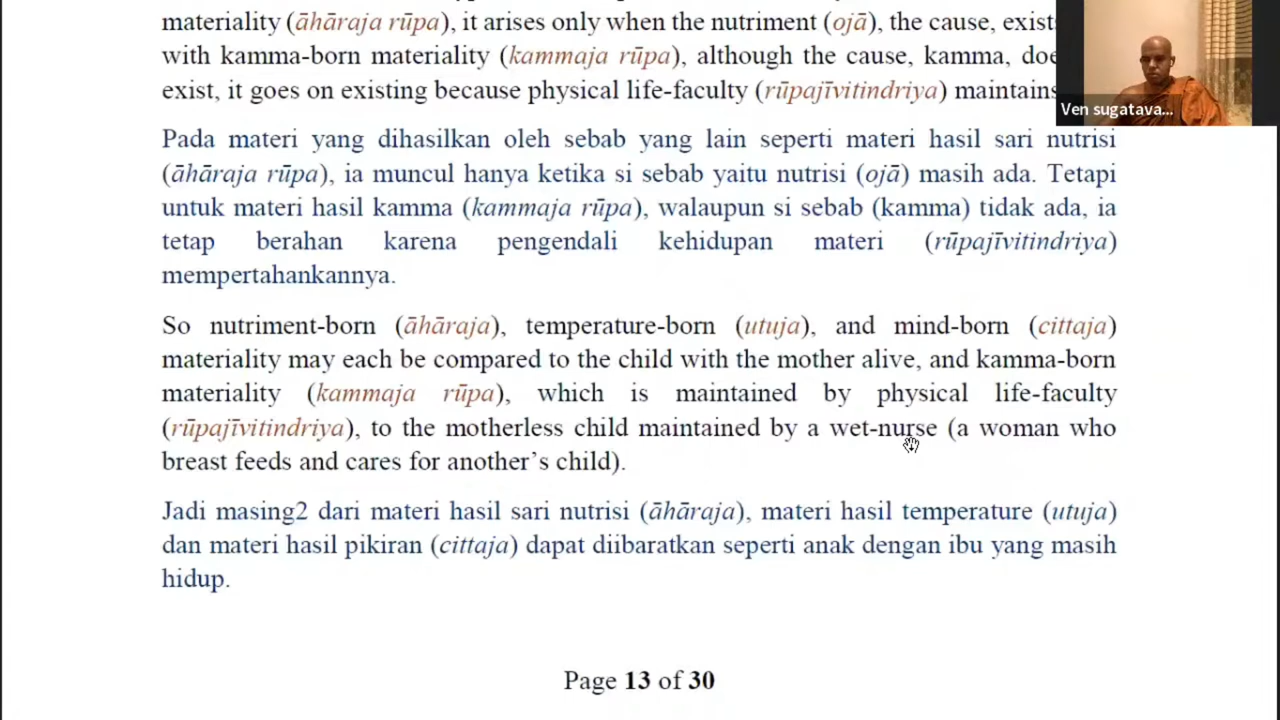 materiality (āhāraja rūpa), it arises only when the nutriment (ojā), the cause, exist
with kamma-born materiality (kammaja rūpa), although the cause, kamma, doe
exist, it goes on existing because physical life-faculty (rūpajīvitindriya) maintains
Ven sugatava...
Pada materi yang dihasilkan oleh sebab yang lain seperti materi hasil sari nutrisi
(āhāraja rūpa), ia muncul hanya ketika si sebab yaitu nutrisi (ojā) masih ada. Tetapi
untuk materi hasil kamma (kammaja rūpa), walaupun si sebab (kamma) tidak ada, ia
tetap berahan karena pengendali kehidupan materi (rūpajīvitindriya)
mempertahankannya.
So nutriment-born (āhāraja), temperature-born (utuja), and mind-born (cittaja)
materiality may each be compared to the child with the mother alive, and kamma-born
materiality (kammaja rūpa), which is maintained by physical life-faculty
(rūpajīvitindriya), to the motherless child maintained by a wet-nurse (a woman who
breast feeds and cares for another's child).
Jadi masing2 dari materi hasil sari nutrisi (āhāraja), materi hasil temperature (utuja)
dan materi hasil pikiran (cittaja) dapat diibaratkan seperti anak dengan ibu yang masih
hidup.
Page 13 of 30